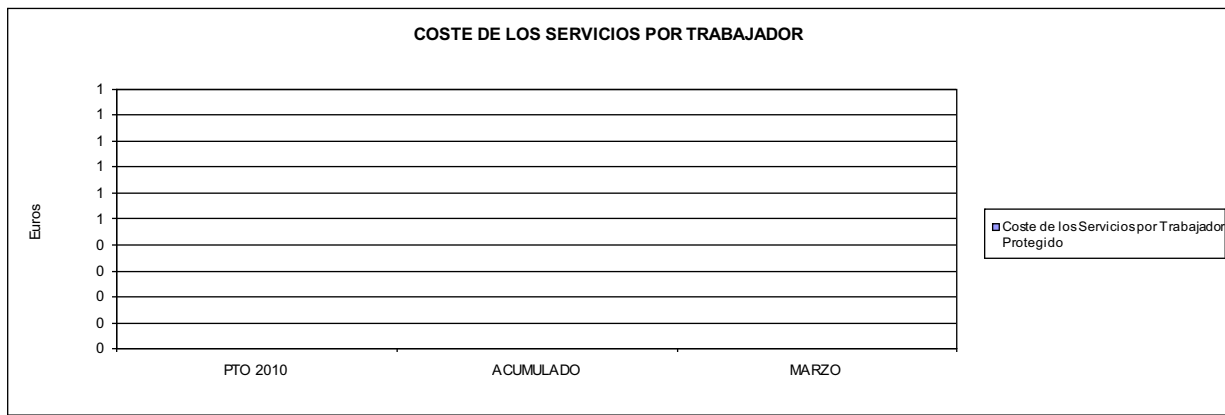 COSTE DE LOS SERVICIOS POR TRABAJADOR
1
1
1
1
1
1
0
0
0
0
0
Euros
PTO 2010 ACUMULADO MARZO
Coste de los Servicios por Trabajador
Protegido